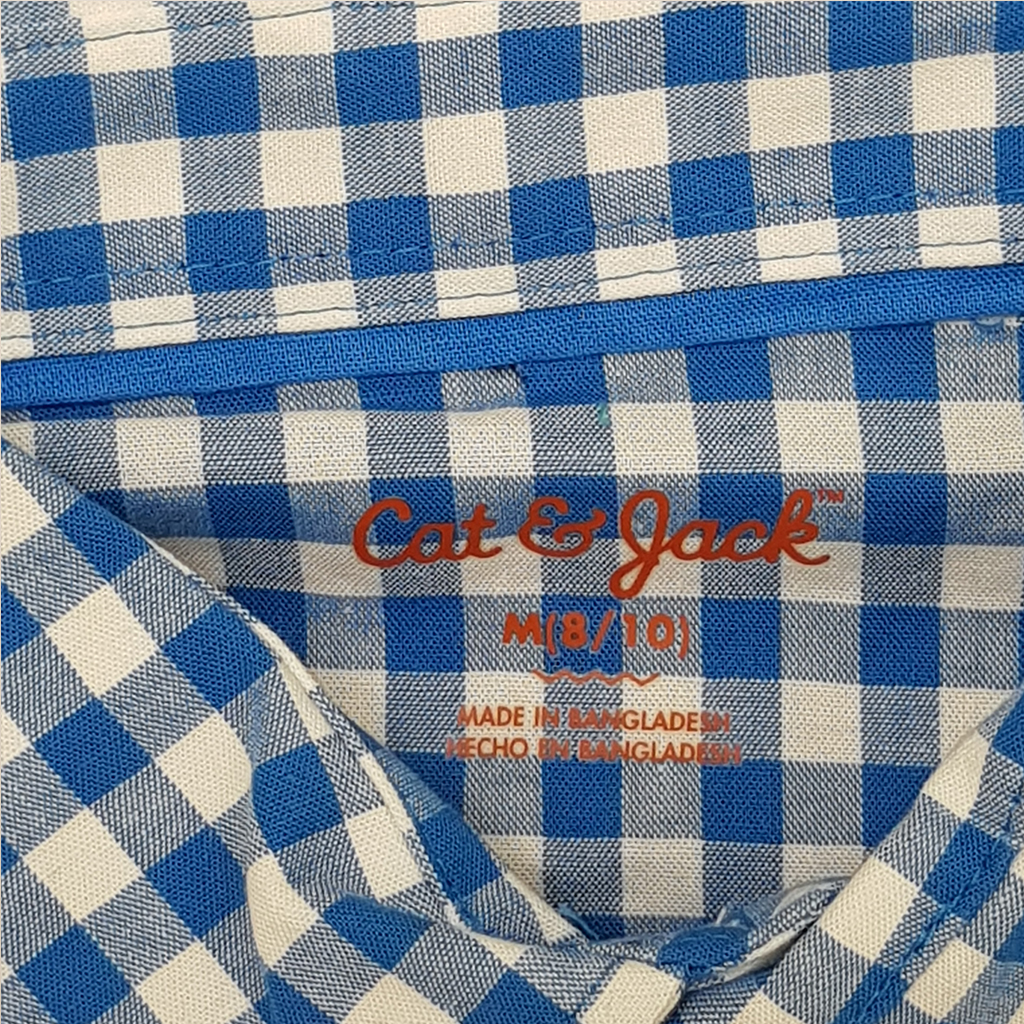 Cat & Jack™
M(8/10)
MADE IN BANGLADESH
HECHO EN BANGLADESH